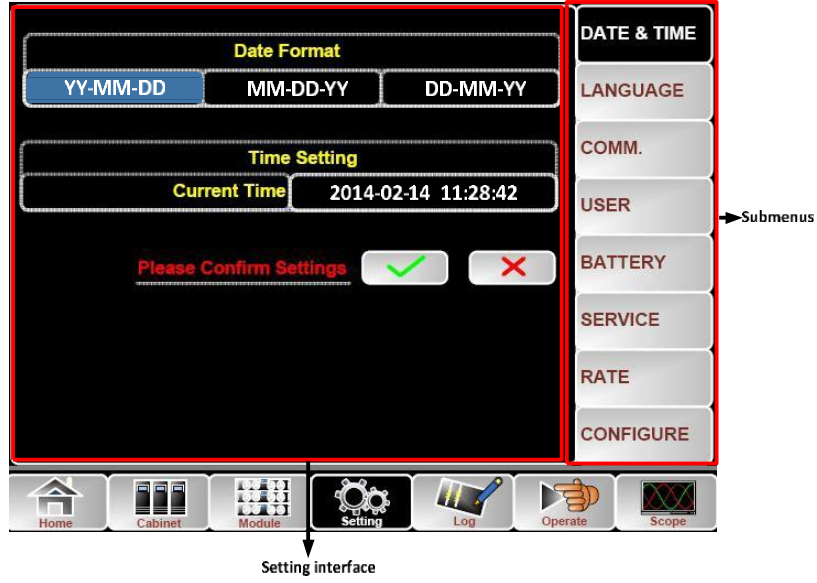 Date Format
YY-MM-DD MM-DD-YY DD-MM-YY
Time Setting
Current Time 2014-02-14 11:28:42
Please Confirm Settings
DATE & TIME
LANGUAGE
COMM.
USER
BATTERY
SERVICE
RATE
CONFIGURE
Submenus
Home Cabinet Module Setting Log Operate Scope
Setting interface